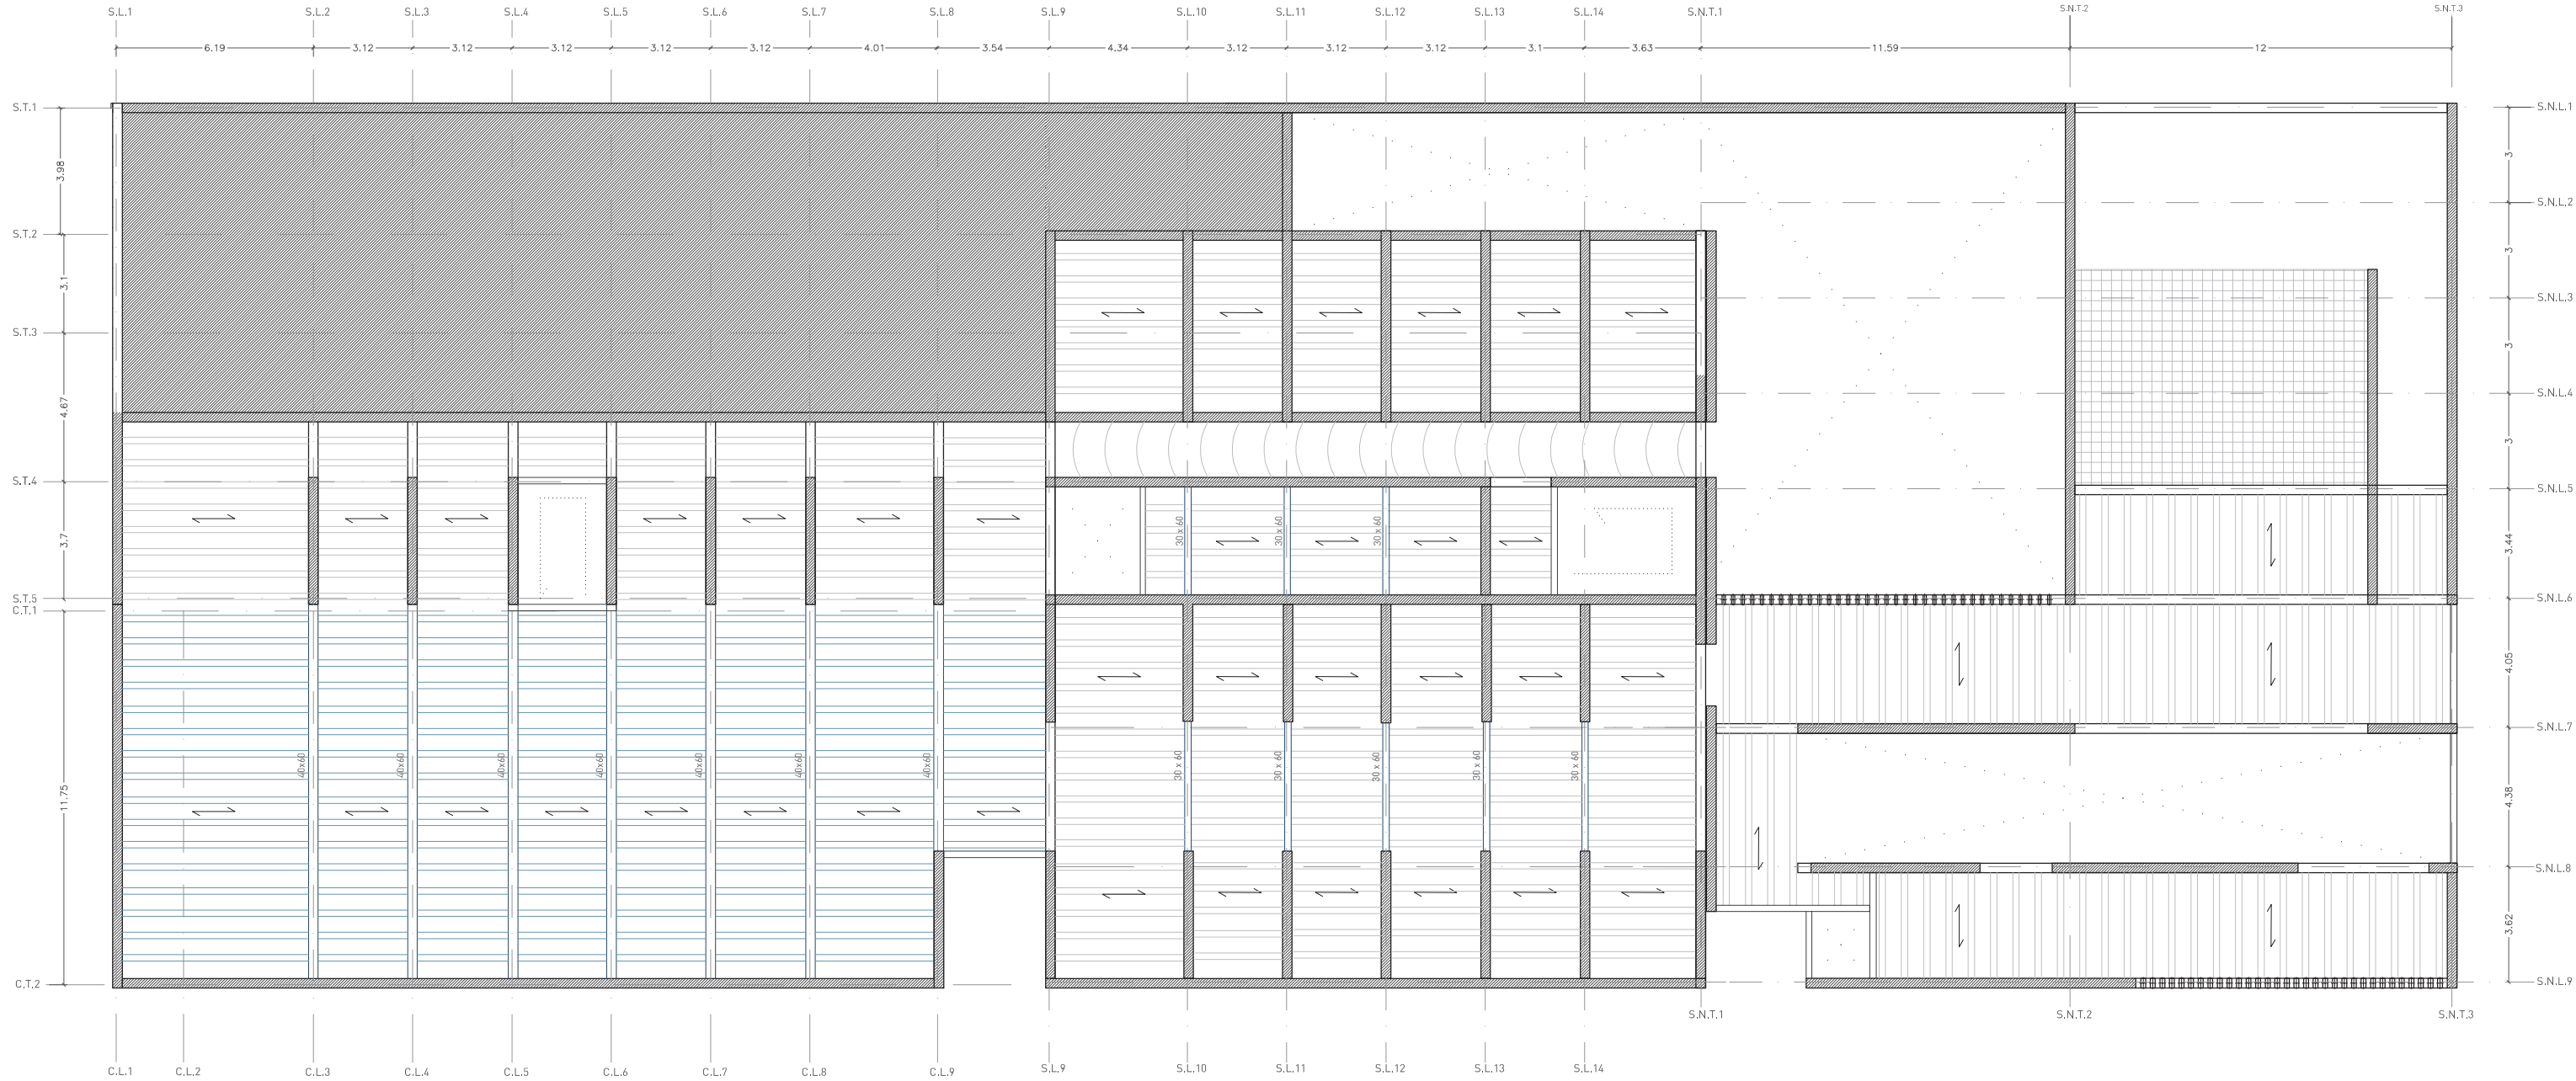 S.L.1 S.L.2 S.L.3 S.L.4 S.L.5 S.L.6 S.L.7 S.L.8 S.L.9 S.L.10 S.L.11 S.L.12 S.L.13 S.L.14 S.N.T.1 S.N.T.2 S.N.T.3
6.19 3.12 3.12 3.12 3.12 3.12 4.01 3.54 4.34 3.12 3.12 3.12 3.1 3.63 11.59 12
S.T.1 S.N.L.1
3.98 3
S.N.L.2
S.T.2
3.1 3
S.N.L.3
S.T.3
3
4.67 S.N.L.4
3
S.T.4 S.N.L.5
3.7 30 x 60 30 x 60 30 x 60 3.44
S.T.5 S.N.L.6
C.T.1
4.05
S.N.L.7
40x60 40x60 40x60 40x60 40x60 40x60 40x60 30 x 60 30 x 60 30 x 60 30 x 60 30 x 60
11.75 4.38
S.N.L.8
3.62
C.T.2 S.N.L.9
S.N.T.1 S.N.T.2 S.N.T.3
C.L.1 C.L.2 C.L.3 C.L.4 C.L.5 C.L.6 C.L.7 C.L.8 C.L.9 S.L.9 S.L.10 S.L.11 S.L.12 S.L.13 S.L.14